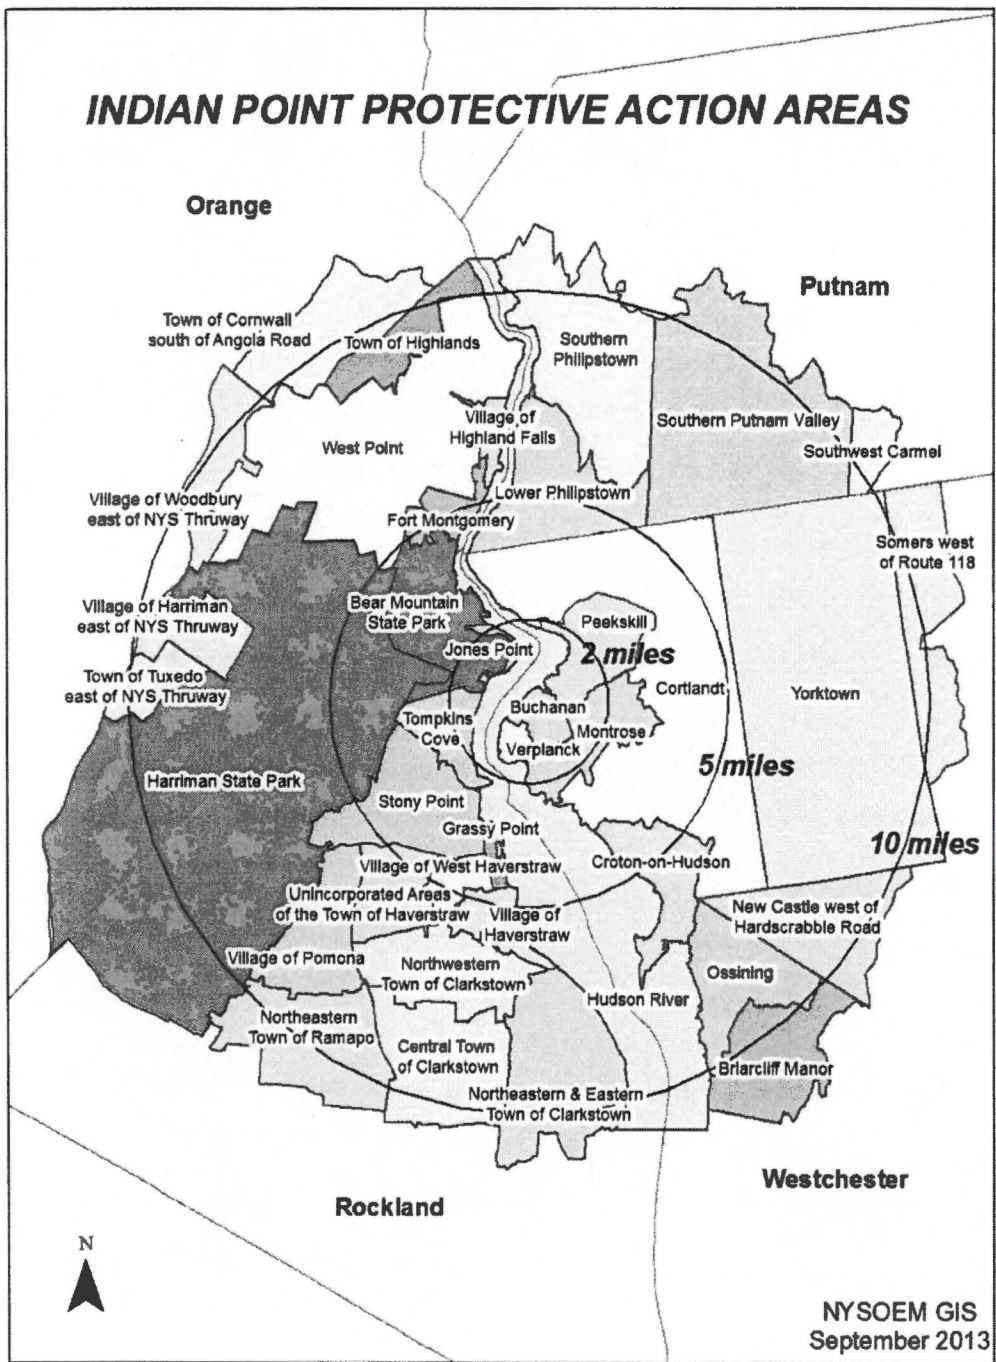 INDIAN POINT PROTECTIVE ACTION AREAS
Orange
Putnam
Town of Cornwall
south of Angola Road
Town of Highlands
Southern
Philipstown
West Point
Village of
Highland Falls
Southern Putnam Valley
Southwest Carmel
Village of Woodbury
east of NYS Thruway
Lower Philipstown
Fort Montgomery
Somers west
of Route 118
Village of Harriman
east of NYS Thruway
Bear Mountain
State Park
Peekskill
Jones Point
2 miles
Town of Tuxedo
east of NYS Thruway
Cortlandt
Yorktown
Buchanan
Tompkins
Cove
Montrose
Verplanck
5 miles
Harriman State Park
Stony Point
Grassy Point
10 miles
Village of West Haverstraw
Croton-on-Hudson
Unincorporated Areas
of the Town of Haverstraw
Village of
Haverstraw
New Castle west of
Hardscrabble Road
Village of Pomona
Northwestern
Town of Clarkstown
Ossining
Hudson River
Northeastern
Town of Ramapo
Central Town
of Clarkstown
Briarcliff Manor
Northeastern & Eastern
Town of Clarkstown
Westchester
Rockland
N
NYSOEM GIS
September 2013